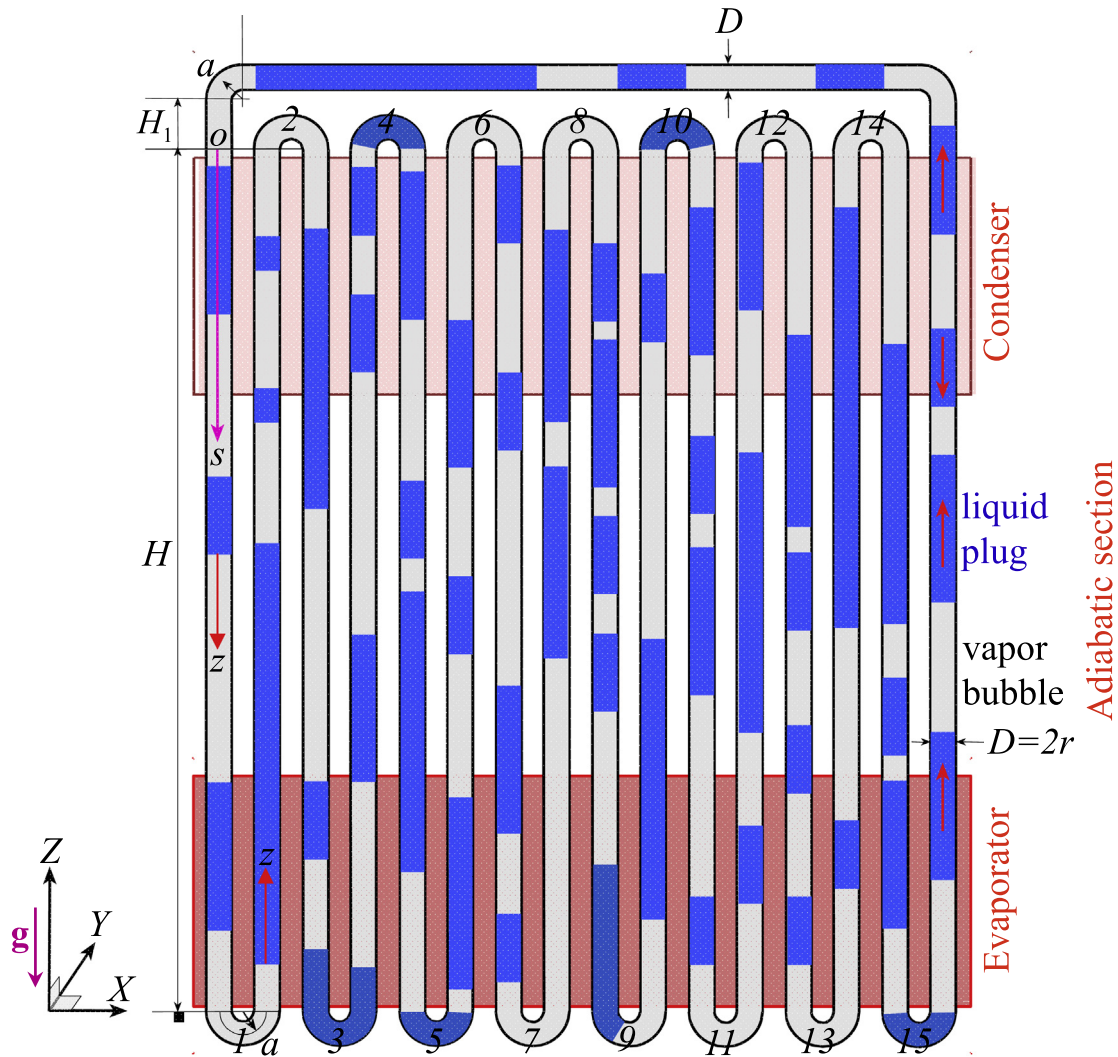 D
a
H1
o
2
4
6
8
10
12
14
Condenser
s
H
liquid
plug
Adiabatic section
z
vapor
bubble
D=2r
Evaporator
z
Z
Y
g
X
1
a
3
5
7
9
11
13
15